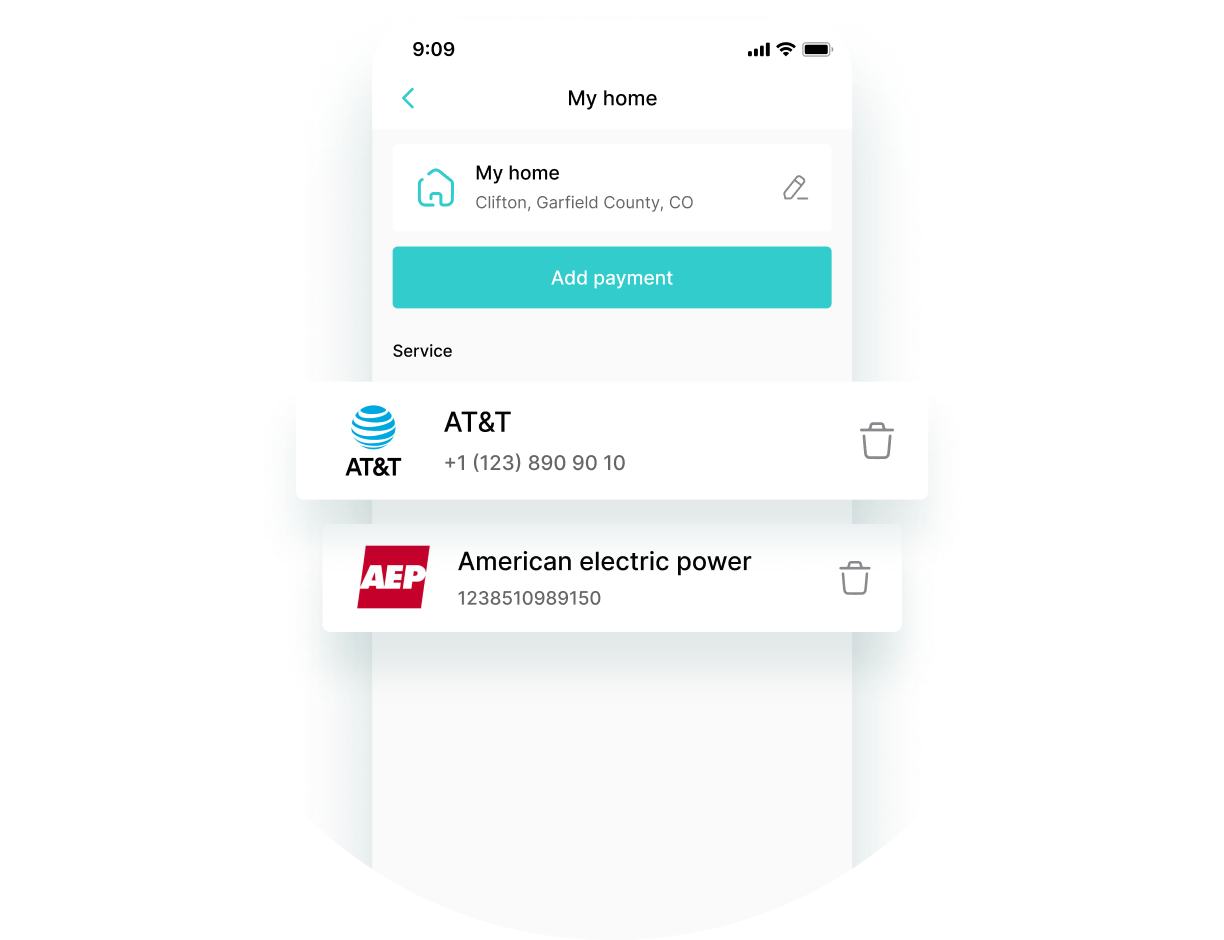 9:09
My home
My home
Clifton, Garfield County, CO
Add payment
Service
AT&T
+1 (123) 890 90 10
AT&T
AEP
American electric power
1238510989150